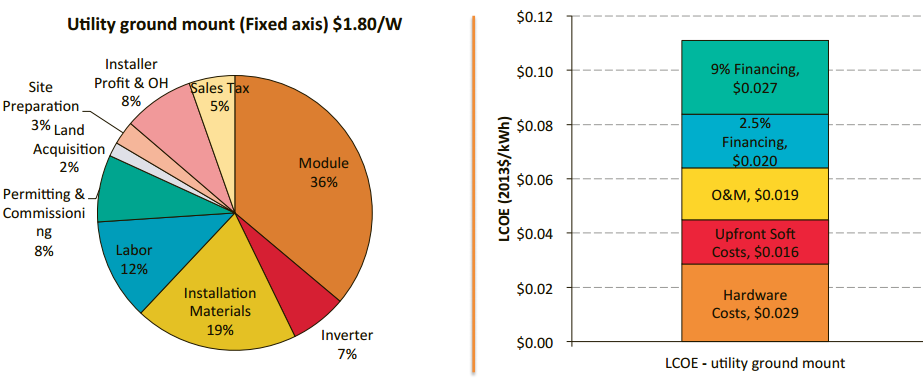 Utility ground mount (Fixed axis) $1.80/W
Module
36%
Inverter
7%
Installation
Materials
19%
Labor
12%
Permitting &
Commissioni
ng
8%
Land
Acquisition
2%
Site
Preparation
3%
Installer
Profit & OH
8%
Sales Tax
5%
LCOE (2013$/kWh)
$0.12
$0.10
$0.08
$0.06
$0.04
$0.02
$0.00
9% Financing,
$0.027
2.5%
Financing,
$0.020
O&M, $0.019
Upfront Soft
Costs, $0.016
Hardware
Costs, $0.029
LCOE - utility ground mount